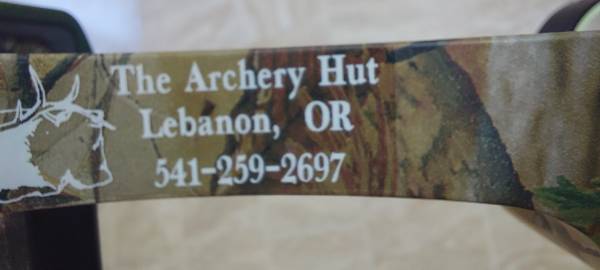 The Archery Hut
Lebanon, OR
541-259-2697